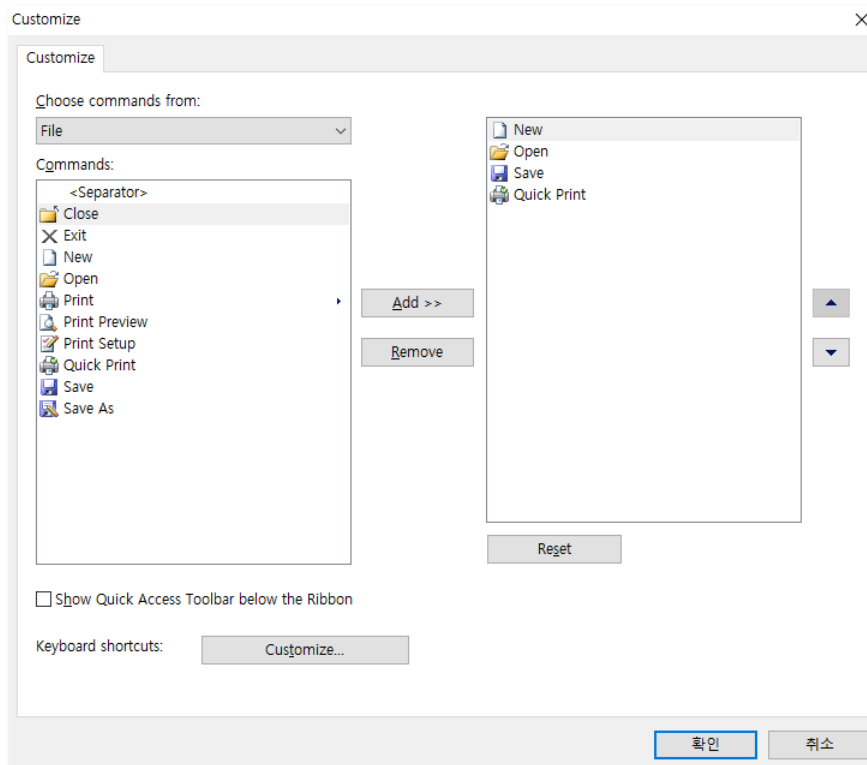 Customize
Customize
Choose commands from:
File
Commands:
<Separator>
Close
Exit
New
Open
Print
Print Preview
Print Setup
Quick Print
Save
Save As
Add >>
Remove
New
Open
Save
Quick Print
Reset
Show Quick Access Toolbar below the Ribbon
Keyboard shortcuts: Customize...
확인 취소